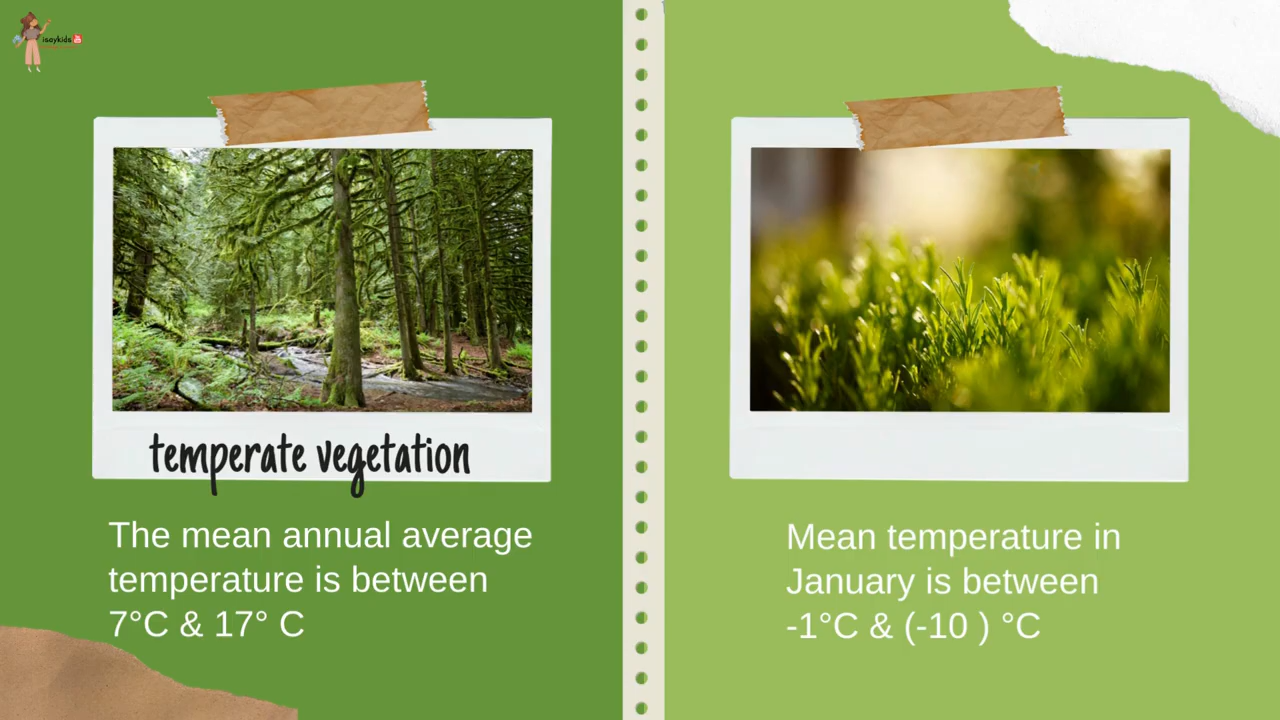 isaykids
temperate vegetation
The mean annual average
temperature is between
7°C & 17° C
Mean temperature in
January is between
-1°C & (-10 ) °C